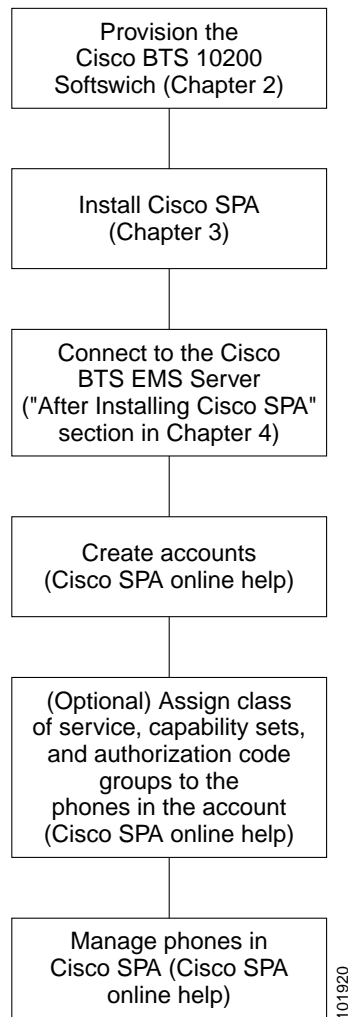 Provision the
Cisco BTS 10200
Softswich (Chapter 2)
Install Cisco SPA
(Chapter 3)
Connect to the Cisco
BTS EMS Server
("After Installing Cisco SPA"
section in Chapter 4)
Create accounts
(Cisco SPA online help)
(Optional) Assign class
of service, capability sets,
and authorization code
groups to the
phones in the account
(Cisco SPA online help)
Manage phones in
Cisco SPA (Cisco SPA
online help)
101920